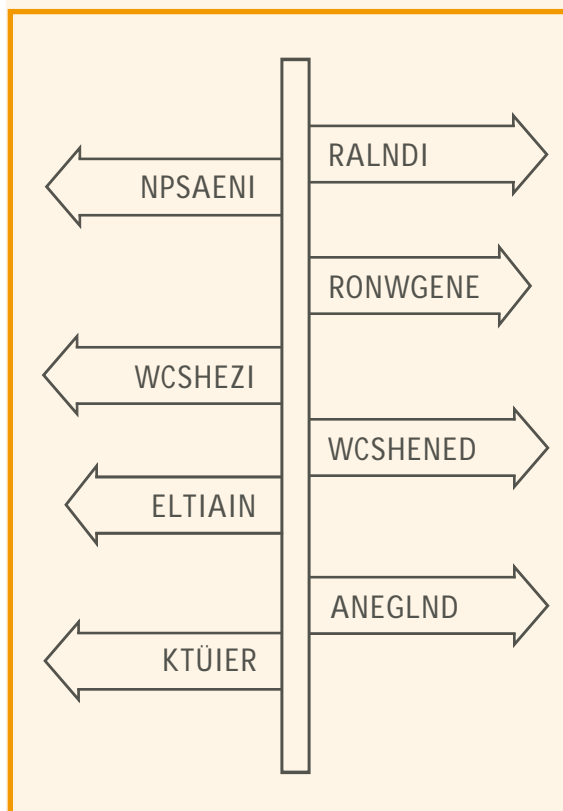 RALNDI
NPSAENI
RONWGENE
WCSHEZI
WCSHENED
ELTIAIN
ANEGLND
KTÜIER